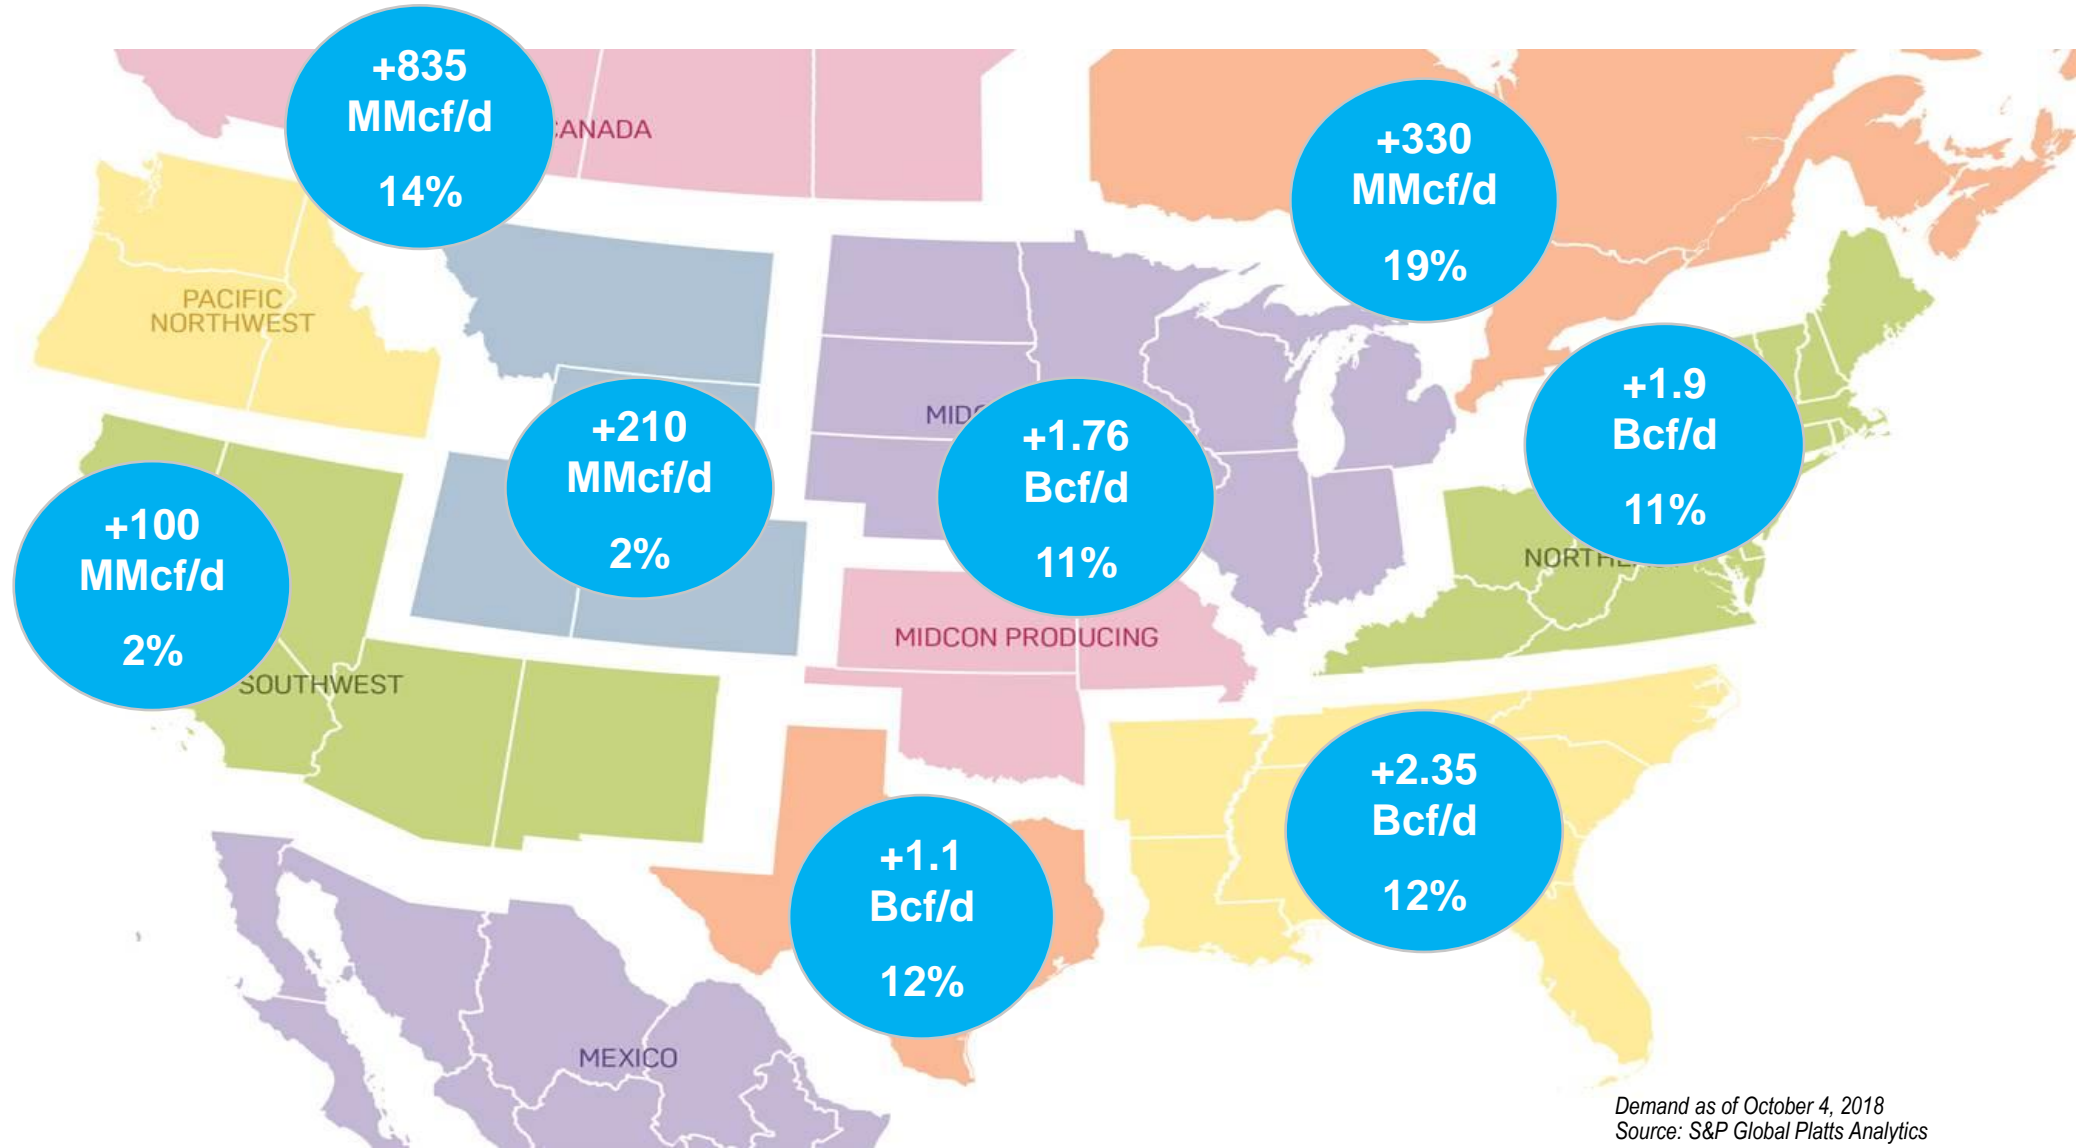 +835
MMcf/d
14%
+330
MMcf/d
19%
PACIFIC
NORTHWEST
+210
MMcf/d
2%
+1.76
Bcf/d
11%
+1.9
Bcf/d
11%
+100
MMcf/d
2%
SOUTHWEST
MIDCON PRODUCING
+1.1
Bcf/d
12%
+2.35
Bcf/d
12%
MEXICO
Demand as of October 4, 2018
Source: S&P Global Platts Analytics